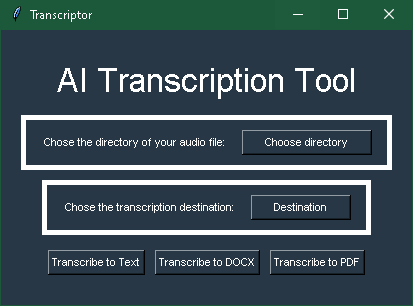 Transcriptor
AI Transcription Tool
Chose the directory of your audio file: Choose directory
Chose the transcription destination: Destination
Transcribe to Text Transcribe to DOCX Transcribe to PDF